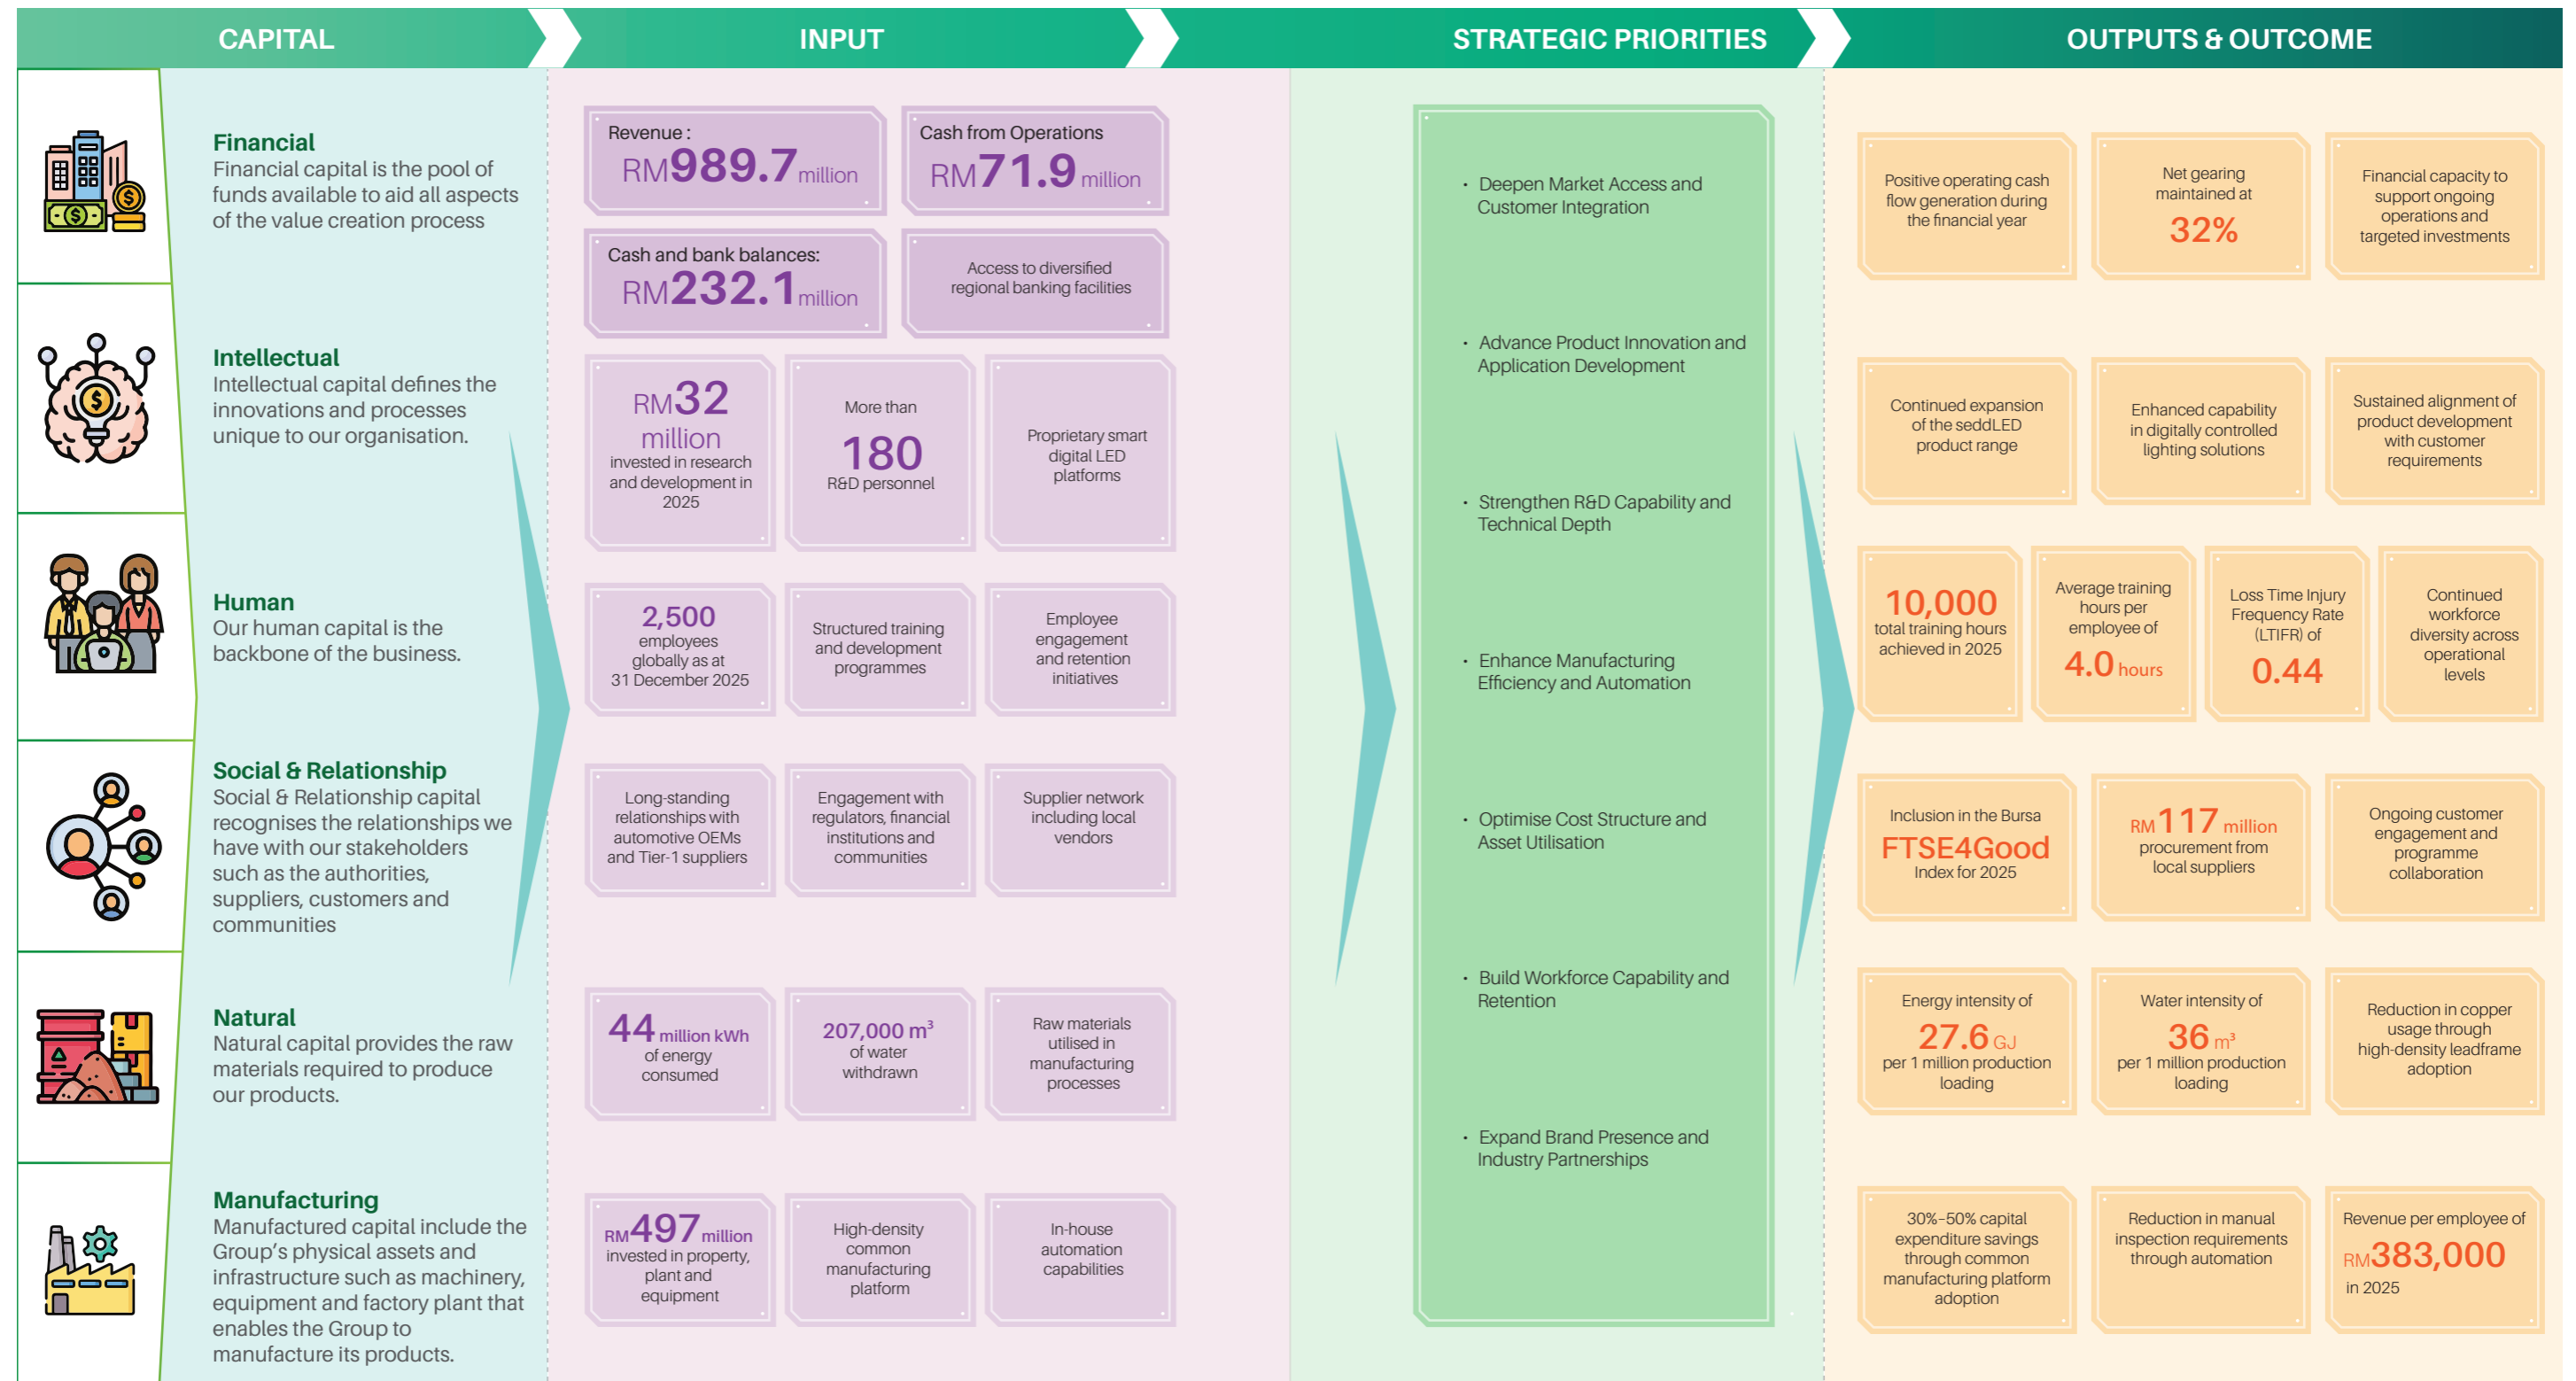 CAPITAL
INPUT
STRATEGIC PRIORITIES
OUTPUTS & OUTCOME
Financial
Financial capital is the pool of
funds available to aid all aspects
of the value creation process
Revenue :
RM989.7 million
Cash from Operations
RM71.9 million
Cash and bank balances:
RM232.1 million
Access to diversified
regional banking facilities
Positive operating cash
flow generation during
the financial year
Net gearing
maintained at
32%
Financial capacity to
support ongoing
operations and
targeted investments
Intellectual
Intellectual capital defines the
innovations and processes
unique to our organisation.
RM32
million
invested in research
and development in
2025
More than
180
R&D personnel
Proprietary smart
digital LED
platforms
Continued expansion
of the seddLED
product range
Enhanced capability
in digitally controlled
lighting solutions
Sustained alignment of
product development
with customer
requirements
Human
Our human capital is the
backbone of the business.
2,500
employees
globally as at
31 December 2025
Structured training
and development
programmes
Employee
engagement
and retention
initiatives
10,000
total training hours
achieved in 2025
Average training
hours per
employee of
4.0 hours
Loss Time Injury
Frequency Rate
(LTIFR) of
0.44
Continued
workforce
diversity across
operational
levels
Social & Relationship
Social & Relationship capital
recognises the relationships we
have with our stakeholders
such as the authorities,
suppliers, customers and
communities
Long-standing
relationships with
automotive OEMs
and Tier-1 suppliers
Engagement with
regulators, financial
institutions and
communities
Supplier network
including local
vendors
Inclusion in the Bursa
FTSE4Good
Index for 2025
RM117 million
procurement from
local suppliers
Ongoing customer
engagement and
programme
collaboration
Natural
Natural capital provides the raw
materials required to produce
our products.
44 million kWh
of energy
consumed
207,000 m³
of water
withdrawn
Raw materials
utilised in
manufacturing
processes
Energy intensity of
27.6 GJ
per 1 million production
loading
Water intensity of
36 m³
per 1 million production
loading
Reduction in copper
usage through
high-density leadframe
adoption
Manufacturing
Manufactured capital include the
Group's physical assets and
infrastructure such as machinery,
equipment and factory plant that
enables the Group to
manufacture its products.
RM497 million
invested in property,
plant and
equipment
High-density
common
manufacturing
platform
In-house
automation
capabilities
30%-50% capital
expenditure savings
through common
manufacturing platform
adoption
Reduction in manual
inspection requirements
through automation
Revenue per employee of
RM383,000
in 2025
• Deepen Market Access and
Customer Integration
• Advance Product Innovation and
Application Development
• Strengthen R&D Capability and
Technical Depth
• Enhance Manufacturing
Efficiency and Automation
• Optimise Cost Structure and
Asset Utilisation
• Build Workforce Capability and
Retention
• Expand Brand Presence and
Industry Partnerships